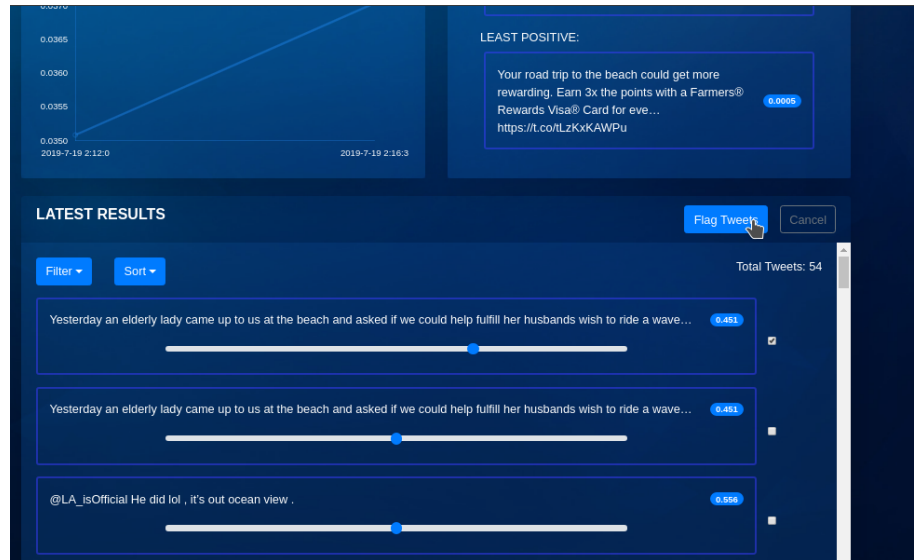 0.0370
0.0365
0.0360
0.0355
0.0350
2019-7-19 2:12:0
2019-7-19 2:16:3
LEAST POSITIVE:
Your road trip to the beach could get more
rewarding. Earn 3x the points with a Farmers®
Rewards Visa® Card for eve…
https://t.co/tLzKxKAWPu
0.0005
LATEST RESULTS
Flag Tweets
Cancel
Filter
Sort
Total Tweets: 54
Yesterday an elderly lady came up to us at the beach and asked if we could help fulfill her husbands wish to ride a wave…
0.451
Yesterday an elderly lady came up to us at the beach and asked if we could help fulfill her husbands wish to ride a wave…
0.451
@LA_isOfficial He did lol , it's out ocean view .
0.556